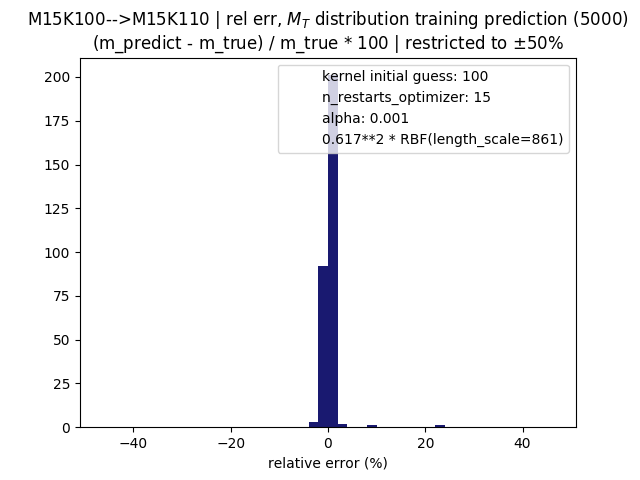 M15K100-->M15K110 | rel err, M_T distribution training prediction (5000)
(m_predict - m_true) / m_true * 100 | restricted to ±50%
kernel initial guess: 100
n_restarts_optimizer: 15
alpha: 0.001
0.617**2 * RBF(length_scale=861)
200
175
150
125
100
75
50
25
0
−40 −20 0 20 40
relative error (%)